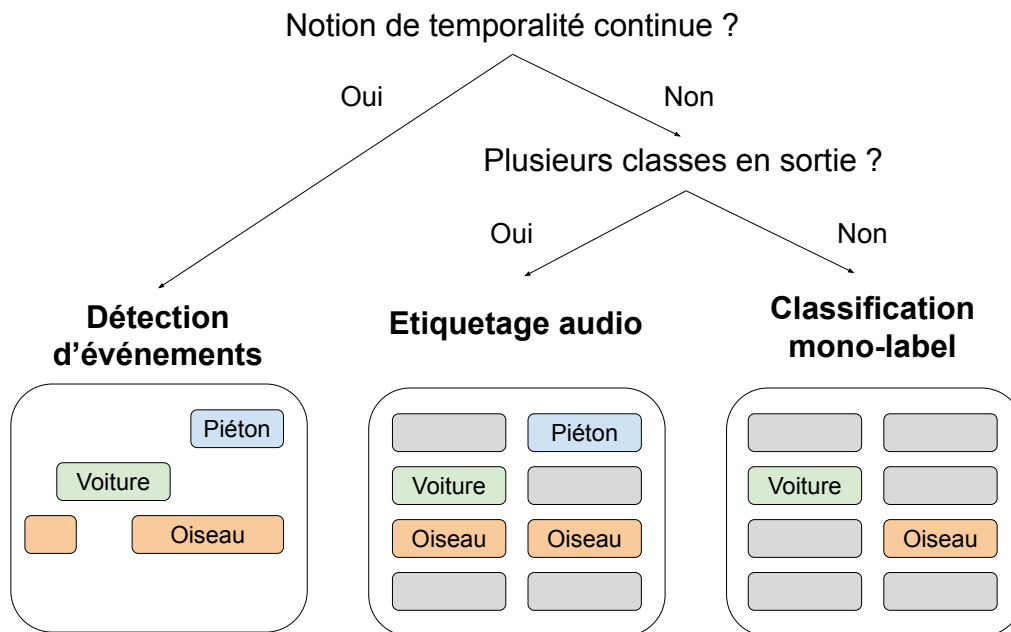 Notion de temporalité continue ?
Oui
Non
Plusieurs classes en sortie ?
Oui
Non
Détection
d'événements
Etiquetage audio
Classification
mono-label
Piéton
Voiture
Oiseau
Piéton
Voiture
Oiseau
Oiseau
Voiture
Oiseau